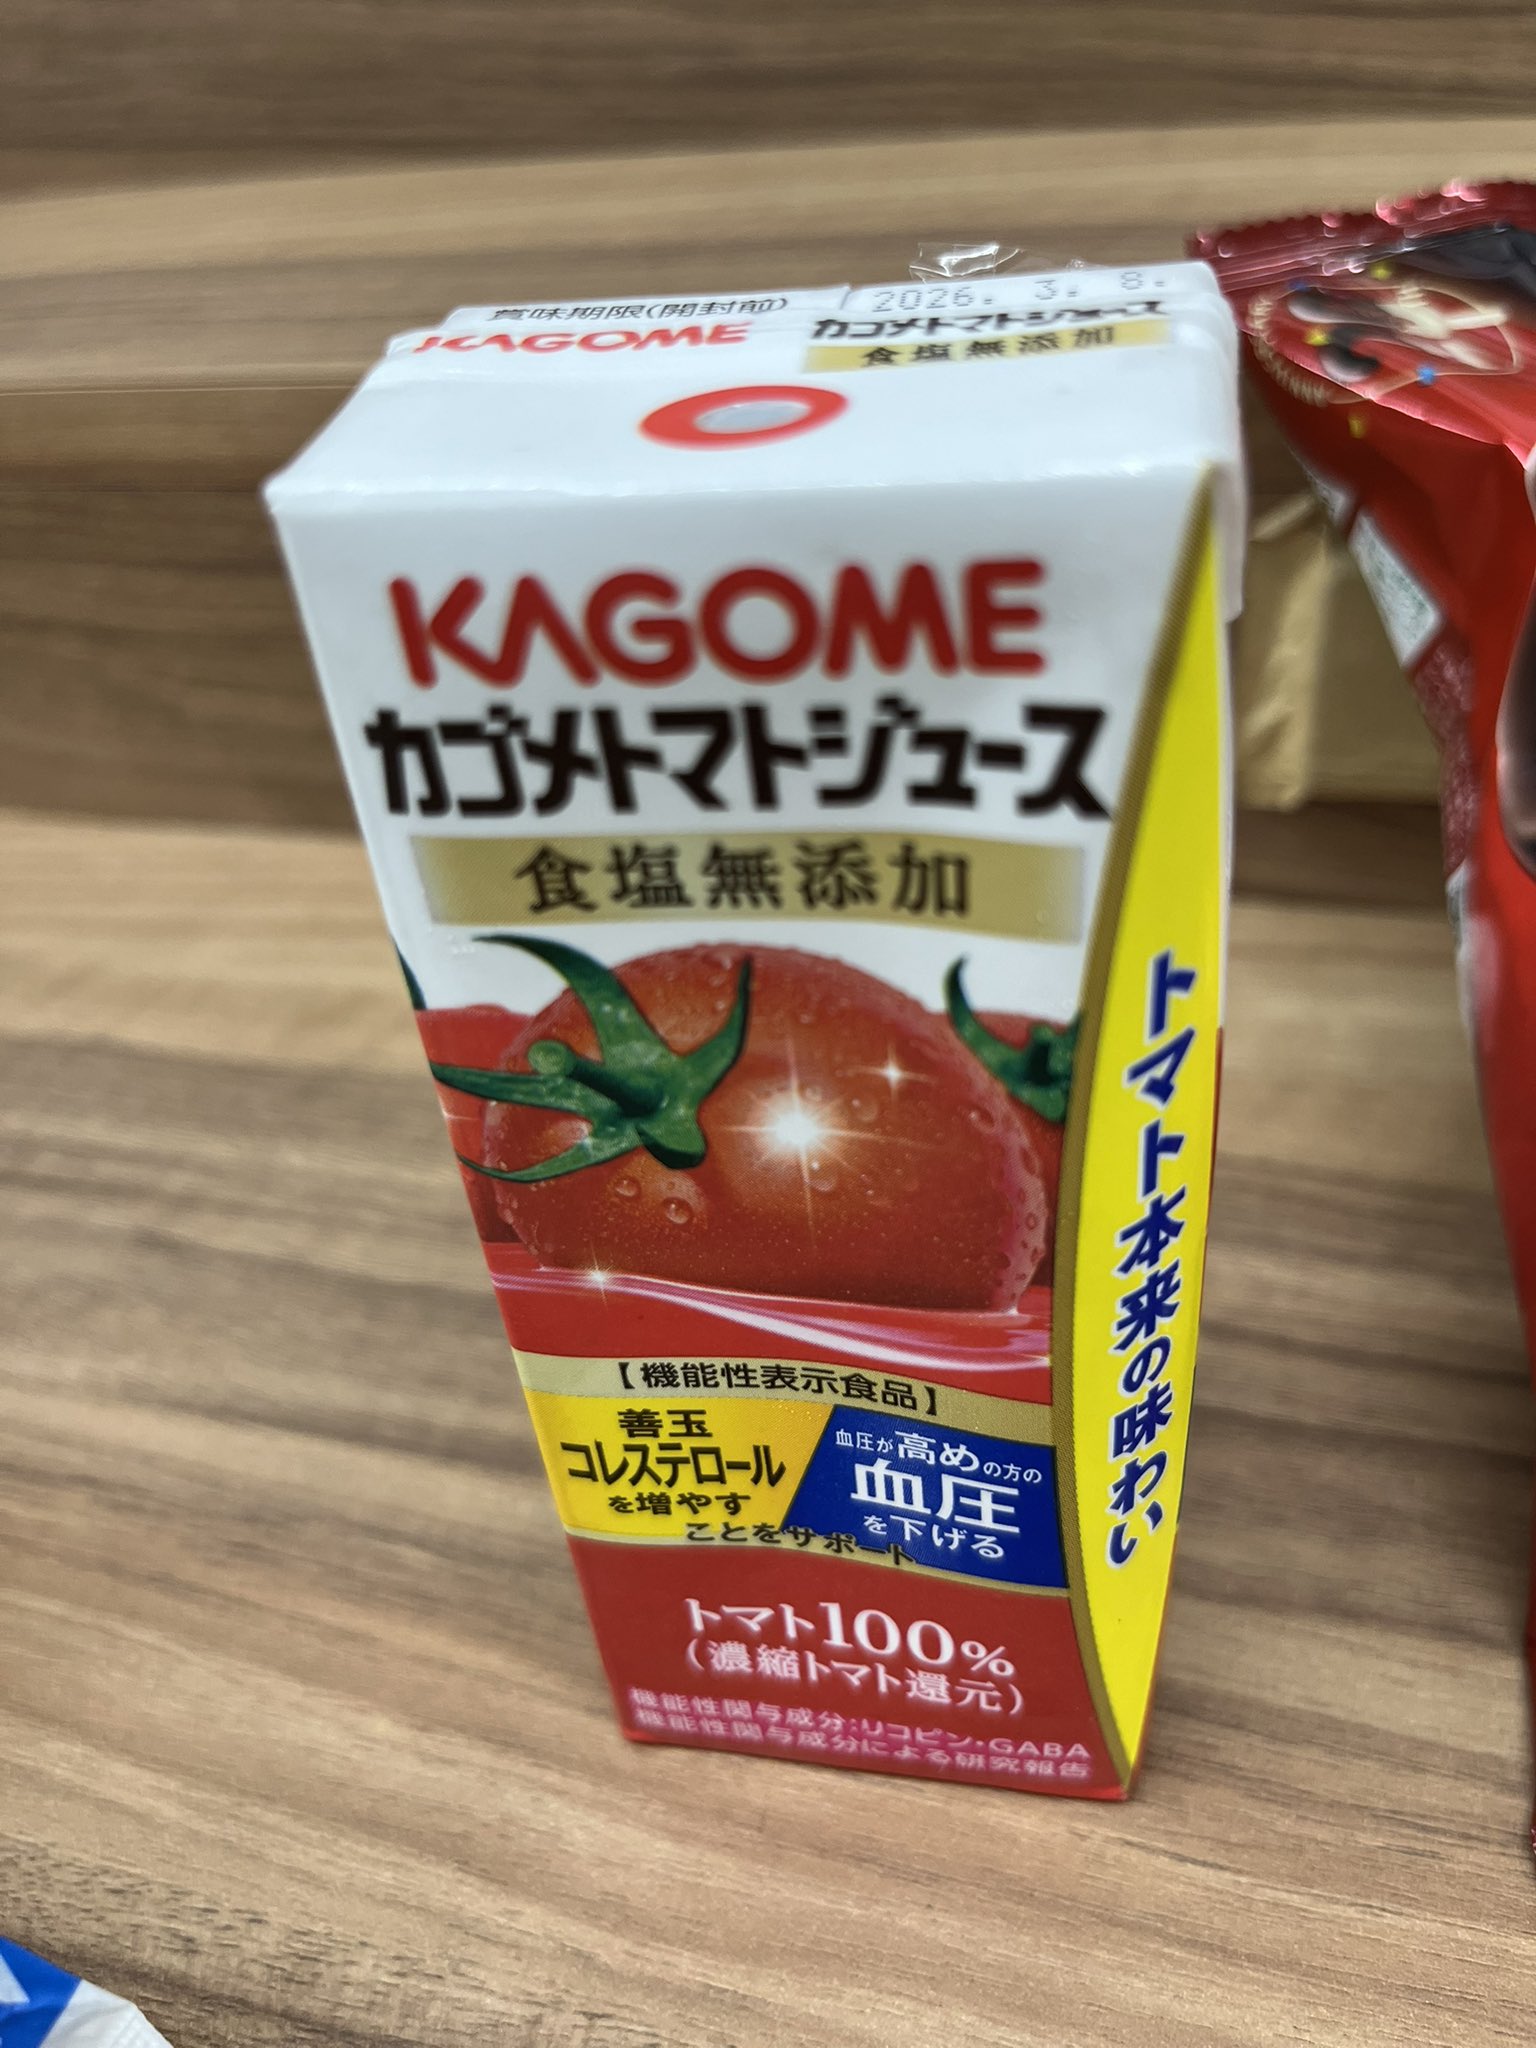 賞味期限(開封前)
2026. 3. 8.
KAGOME
カゴメトマトジュース
食塩無添加
KAGOME
カゴメトマトジュース
食塩無添加
トマト本来の味わい
【機能性表示食品】
善玉
コレステロール
を増やす
血圧が高めの方の
血圧
を下げる
ことをサポート
トマト100%
(濃縮トマト還元)
機能性関与成分:リコピン・GABA
機能性関与成分による研究報告